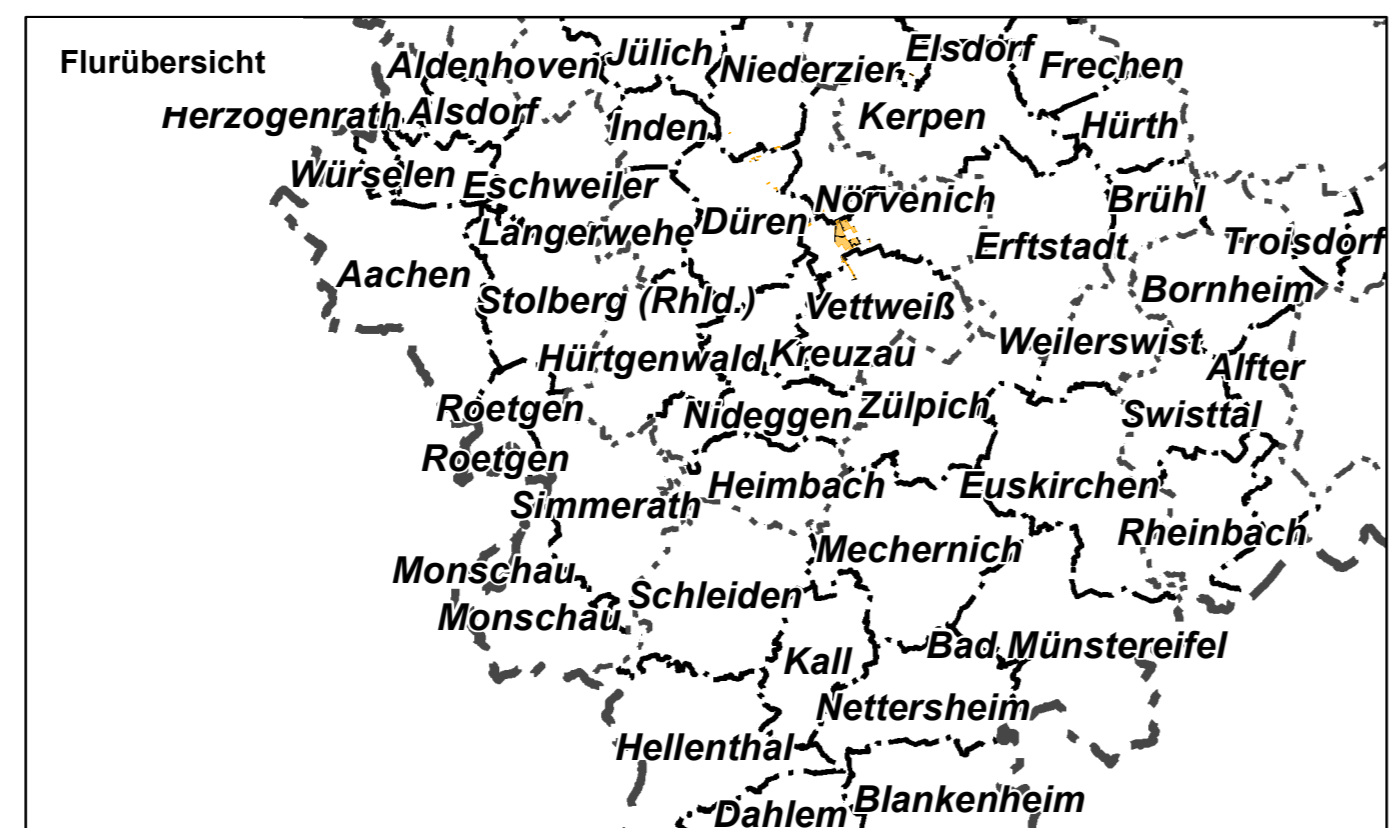 Flurübersicht
Aldenhoven
Jülich
Niederzier
Elsdorf
Frechen
Herzogenrath
Alsdorf
Inden
Kerpen
Hürth
Würselen
Eschweiler
Nörvenich
Brühl
Langerwehe
Düren
Erftstadt
Troisdorf
Aachen
Stolberg (Rhld.)
Vettweiß
Bornheim
Hürtgenwald
Kreuzau
Weilerswist
Alfter
Roetgen
Nideggen
Zülpich
Swisttal
Roetgen
Simmerath
Heimbach
Euskirchen
Rheinbach
Mechernich
Monschau
Schleiden
Monschau
Kall
Bad Münstereifel
Nettersheim
Hellenthal
Dahlem
Blankenheim